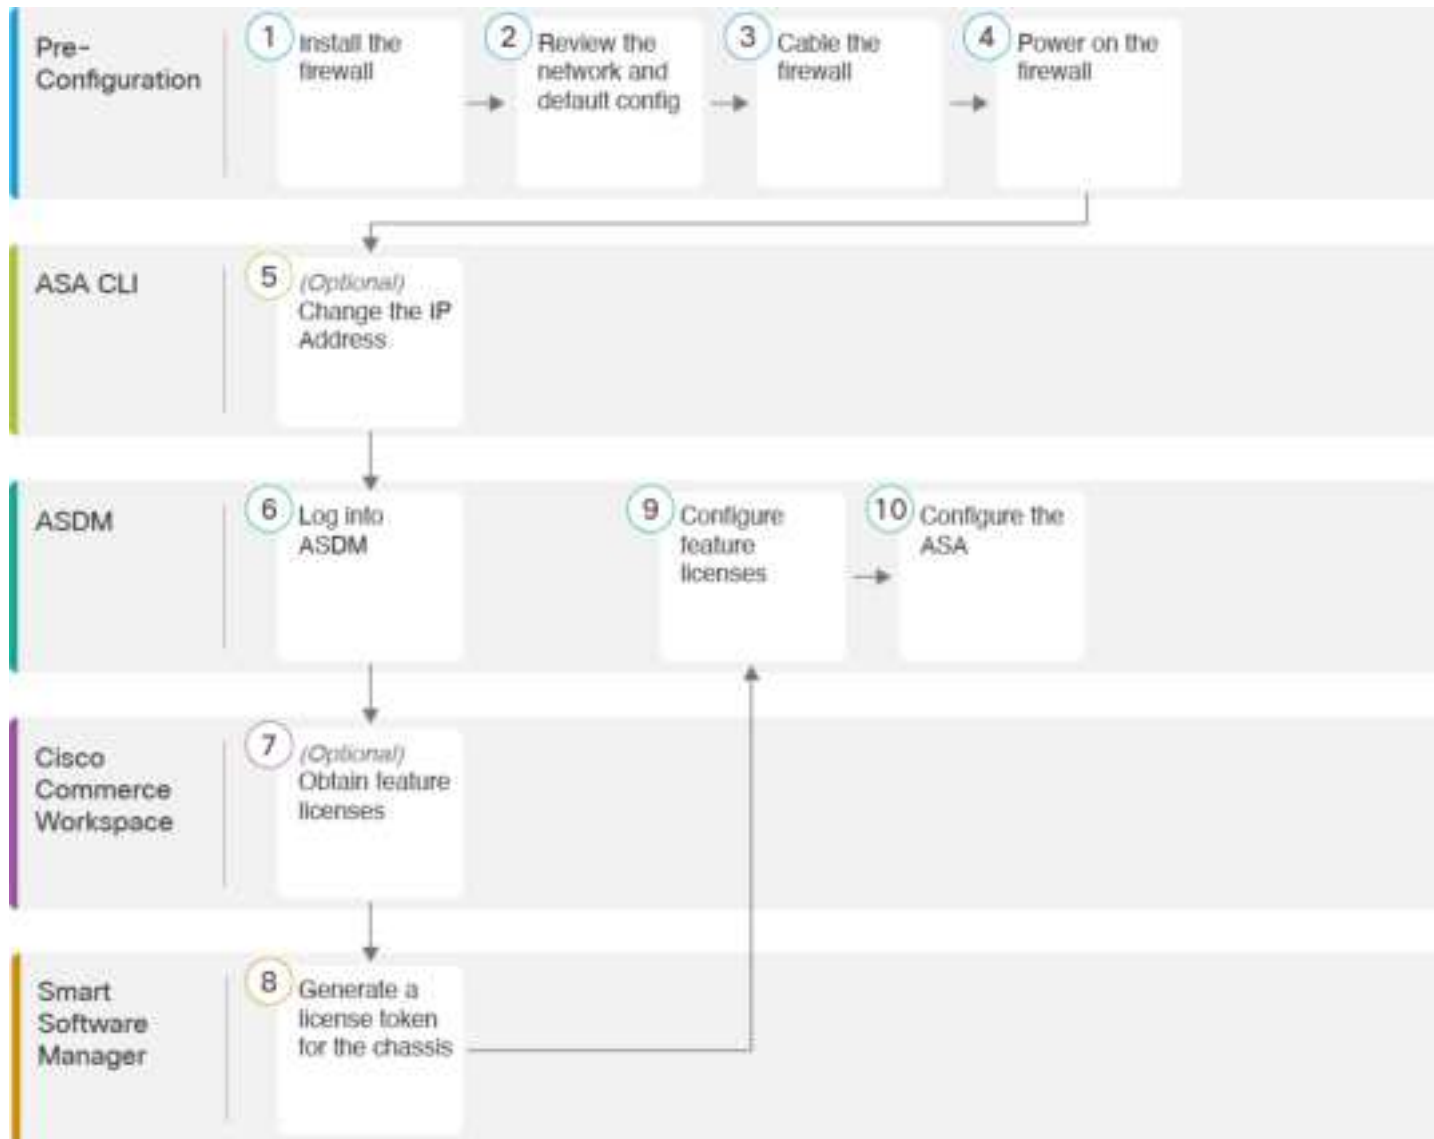 Pre-
Configuration
1
Install the
firewall
2
Review the
network and
default config
3
Cable the
firewall
4
Power on the
firewall
ASA CLI
5
(Optional)
Change the IP
Address
ASDM
6
Log into
ASDM
9
Configure
feature
licenses
10
Configure the
ASA
Cisco
Commerce
Workspace
7
(Optional)
Obtain feature
licenses
Smart
Software
Manager
8
Generate a
license token
for the chassis